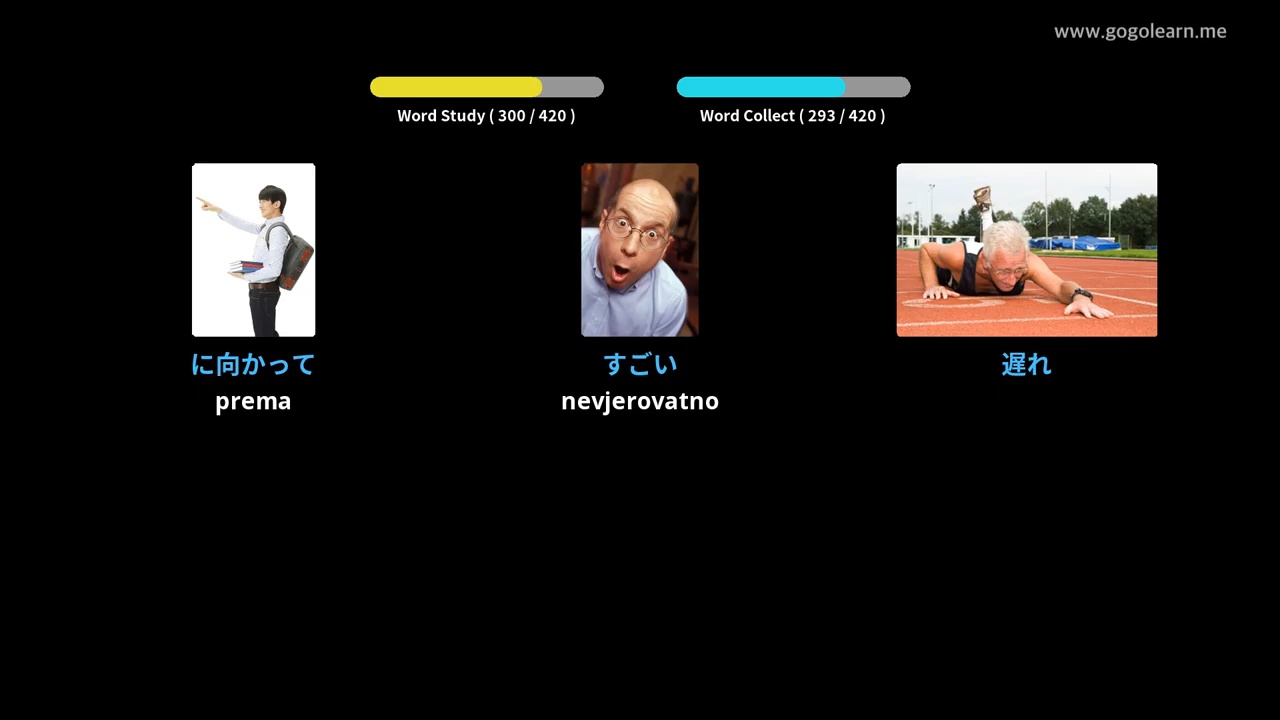 www.gogolearn.me
Word Study ( 300 / 420 )
Word Collect ( 293 / 420 )
に向かって
すごい
遅れ
prema
nevjerovatno